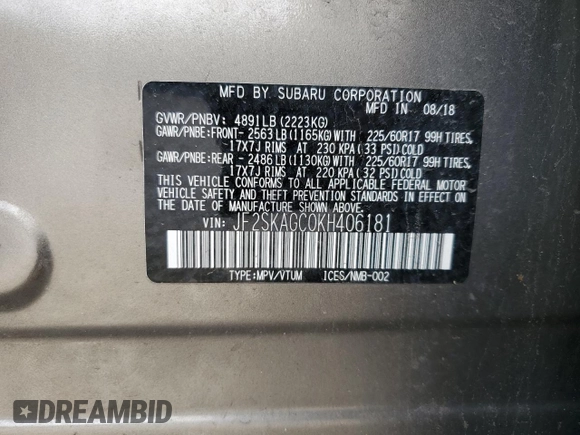 MFD BY SUBARU CORPORATION
MFD IN 08/18
GVWR/PNBV: 4891LB(2223KG)
GAWR/PNBE:FRONT- 2563LB(1165KG)WITH 225/60R17 99H TIRES,
17X7J RIMS AT 230 KPA(33 PSI)COLD
GAWR/PNBE:REAR - 2486LB(1130KG)WITH 225/60R17 99H TIRES,
17X7J RIMS AT 220 KPA(32 PSI)COLD
THIS VEHICLE CONFORMS TO ALL APPLICABLE FEDERAL MOTOR
VEHICLE SAFETY AND THEFT PREVENTION STANDARDS IN EFFECT ON
THE DATE OF MANUFACTURE SHOWN ABOVE.
VIN: JF2SKAGC0KH406181
TYPE:MPV/VTUM ICES/NMB-002
DREAMBID